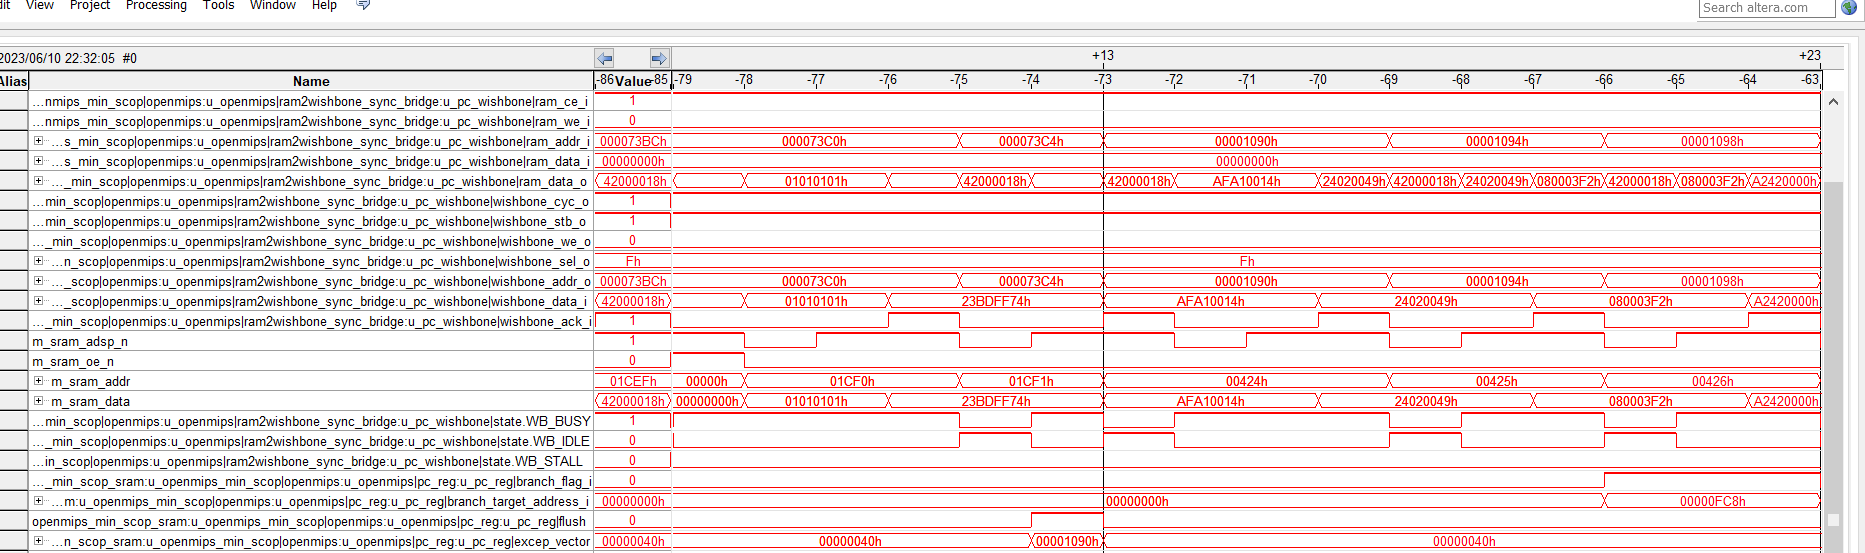 dit View Project Processing Tools Window Help
Search altera.com
2023/06/10 22:32:05 #0 +13 +23
Alias Name -86 Value -85 -79 -78 -77 -76 -75 -74 -73 -72 -71 -70 -69 -68 -67 -66 -65 -64 -63
...nmips_min_scop|openmips:u_openmips|ram2wishbone_sync_bridge:u_pc_wishbone|ram_ce_i 1
...nmips_min_scop|openmips:u_openmips|ram2wishbone_sync_bridge:u_pc_wishbone|ram_we_i 0
...s_min_scop|openmips:u_openmips|ram2wishbone_sync_bridge:u_pc_wishbone|ram_addr_i 000073BCh 000073C0h 000073C4h 00001090h 00001094h 00001098h
...s_min_scop|openmips:u_openmips|ram2wishbone_sync_bridge:u_pc_wishbone|ram_data_i 00000000h 00000000h
..._min_scop|openmips:u_openmips|ram2wishbone_sync_bridge:u_pc_wishbone|ram_data_o 42000018h 01010101h 42000018h 42000018h AFA10014h 24020049h 42000018h 24020049h 080003F2h 42000018h 080003F2h A2420000h
...min_scop|openmips:u_openmips|ram2wishbone_sync_bridge:u_pc_wishbone|wishbone_cyc_o 1
...min_scop|openmips:u_openmips|ram2wishbone_sync_bridge:u_pc_wishbone|wishbone_stb_o 1
..._min_scop|openmips:u_openmips|ram2wishbone_sync_bridge:u_pc_wishbone|wishbone_we_o 0
...n_scop|openmips:u_openmips|ram2wishbone_sync_bridge:u_pc_wishbone|wishbone_sel_o Fh Fh
..._scop|openmips:u_openmips|ram2wishbone_sync_bridge:u_pc_wishbone|wishbone_addr_o 000073BCh 000073C0h 000073C4h 00001090h 00001094h 00001098h
..._scop|openmips:u_openmips|ram2wishbone_sync_bridge:u_pc_wishbone|wishbone_data_i 42000018h 01010101h 23BDFF74h AFA10014h 24020049h 080003F2h A2420000h
..._min_scop|openmips:u_openmips|ram2wishbone_sync_bridge:u_pc_wishbone|wishbone_ack_i 1
m_sram_adsp_n 1
m_sram_oe_n 0
m_sram_addr 01CEFh 00000h 01CF0h 01CF1h 00424h 00425h 00426h
m_sram_data 42000018h 00000000h 01010101h 23BDFF74h AFA10014h 24020049h 080003F2h A2420000h
...min_scop|openmips:u_openmips|ram2wishbone_sync_bridge:u_pc_wishbone|state.WB_BUSY 1
..._min_scop|openmips:u_openmips|ram2wishbone_sync_bridge:u_pc_wishbone|state.WB_IDLE 0
...in_scop|openmips:u_openmips|ram2wishbone_sync_bridge:u_pc_wishbone|state.WB_STALL 0
..._min_scop_sram:u_openmips_min_scop|openmips:u_openmips|pc_reg:u_pc_reg|branch_flag_i 0
...m:u_openmips_min_scop|openmips:u_openmips|pc_reg:u_pc_reg|branch_target_address_i 00000000h 00000000h 00000FC8h
openmips_min_scop_sram:u_openmips_min_scop|openmips:u_openmips|pc_reg:u_pc_reg|flush 0
...n_scop_sram:u_openmips_min_scop|openmips:u_openmips|pc_reg:u_pc_reg|excep_vector 00000040h 00000040h 00001090h 00000040h